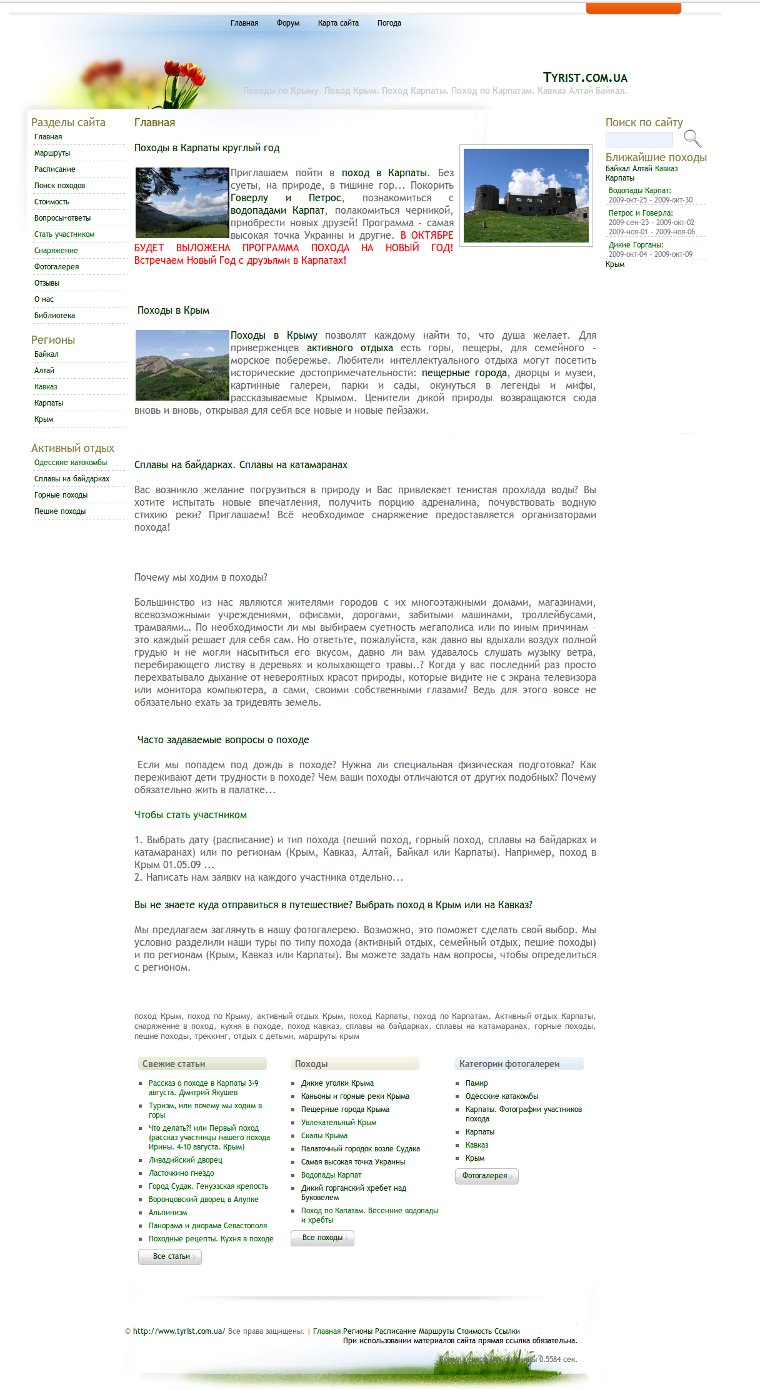 Главная Форум Карта сайта Погода
Tyrist.com.ua
Походы по Крыму. Поход Крым. Поход Карпаты. Поход по Карпатам. Кавказ Алтай Байкал.
Разделы сайта
Главная
Маршруты
Расписание
Поиск походов
Стоимость
Вопросы+ответы
Стать участником
Снаряжение
Фотогалерея
Отзывы
О нас
Библиотека
Регионы
Байкал
Алтай
Кавказ
Карпаты
Крым
Активный отдых
Одесские катокомбы
Сплавы на байдарках
Горные походы
Пешие походы
Главная
Походы в Карпаты круглый год
Приглашаем пойти в поход в Карпаты. Без
суеты, на природе, в тишине гор... Покорить
Говерлу и Петрос, познакомиться с
водопадами Карпат, полакомиться черникой,
приобрести новых друзей! Программа - самая
высокая точка Украины и другие. В ОКТЯБРЕ
БУДЕТ ВЫЛОЖЕНА ПРОГРАММА ПОХОДА НА НОВЫЙ ГОД!
Встречаем Новый Год с друзьями в Карпатах!
Походы в Крым
Походы в Крыму позволят каждому найти то, что душа желает. Для
приверженцев активного отдыха есть горы, пещеры, для семейного -
морское побережье. Любители интеллектуального отдыха могут посетить
исторические достопримечательности: пещерные города, дворцы и музеи,
картинные галереи, парки и сады, окунуться в легенды и мифы,
рассказываемые Крымом. Ценители дикой природы возвращаются сюда
вновь и вновь, открывая для себя все новые и новые пейзажи.
Сплавы на байдарках. Сплавы на катамаранах
Вас возникло желание погрузиться в природу и Вас привлекает тенистая прохлада воды? Вы
хотите испытать новые впечатления, получить порцию адреналина, почувствовать водную
стихию реки? Приглашаем! Всё необходимое снаряжение предоставляется организаторами
похода!
Почему мы ходим в походы?
Большинство из нас являются жителями городов с их многоэтажными домами, магазинами,
всевозможными учреждениями, офисами, дорогами, забитыми машинами, троллейбусами,
трамваями… По необходимости ли мы выбираем суетность мегаполиса или по иным причинам -
это каждый решает для себя сам. Но ответьте, пожалуйста, как давно вы вдыхали воздух полной
грудью и не могли насытиться его вкусом, давно ли вам удавалось слушать музыку ветра,
перебирающего листву в деревьях и колыхающего травы..? Когда у вас последний раз просто
перехватывало дыхание от невероятных красот природы, которые видите не с экрана телевизора
или монитора компьютера, а сами, своими собственными глазами? Ведь для этого вовсе не
обязательно ехать за тридевять земель.
Часто задаваемые вопросы о походе
Если мы попадем под дождь в походе? Нужна ли специальная физическая подготовка? Как
переживают дети трудности в походе? Чем ваши походы отличаются от других подобных? Почему
обязательно жить в палатке...
Чтобы стать участником
1. Выбрать дату (расписание) и тип похода (пеший поход, горный поход, сплавы на байдарках и
катамаранах) или по регионам (Крым, Кавказ, Алтай, Байкал или Карпаты). Например, поход в
Крым 01.05.09 ...
2. Написать нам заявку на каждого участника отдельно...
Вы не знаете куда отправиться в путешествие? Выбрать поход в Крым или на Кавказ?
Мы предлагаем заглянуть в нашу фотогалерею. Возможно, это поможет сделать свой выбор. Мы
условно разделили наши туры по типу похода (активный отдых, семейный отдых, пешие походы)
и по регионам (Крым, Кавказ или Карпаты). Вы можете задать нам вопросы, чтобы определиться
с регионом.
поход Крым, поход по Крыму, активный отдых Крым, поход Карпаты, поход по Карпатам, Активный отдых Карпаты,
снаряжение в поход, кухня в походе, поход кавказ, сплавы на байдарках, сплавы на катамаранах, горные походы,
пешие походы, треккинг, отдых с детьми, маршруты крым
Поиск по сайту
Ближайшие походы
Байкал Алтай Кавказ
Карпаты
Водопады Карпат:
2009-окт-25 - 2009-окт-30
Петрос и Говерла:
2009-сен-25 - 2009-окт-02
2009-ноя-01 - 2009-ноя-06
Дикие Горганы:
2009-окт-04 - 2009-окт-09
Крым
Свежие статьи
Рассказ о походе в Карпаты 3-9
августа. Дмитрий Якушев
Туризм, или почему мы ходим в
горы
Что делать?! или Первый поход
(рассказ участницы нашего похода
Ирины. 4-10 августа. Крым)
Ливадийский дворец
Ласточкино гнездо
Город Судак. Генуэзская крепость
Воронцовский дворец в Алупке
Альпинизм
Панорама и диорама Севастополя
Походные рецепты. Кухня в походе
Все статьи
Походы
Дикие уголки Крыма
Каньоны и горные реки Крыма
Пещерные города Крыма
Увлекательный Крым
Скалы Крыма
Палаточный городок возле Судака
Самая высокая точка Украины
Водопады Карпат
Дикий горганский хребет над
Буковелем
Поход по Капатам. Весенние водопады
и хребты
Все походы
Категории фотогалереи
Памир
Одесские катакомбы
Карпаты. Фотографии участников
похода
Карпаты
Кавказ
Крым
Фотогалерея
© http://www.tyrist.com.ua/ Все права защищены. | Главная Регионы Расписание Маршруты Стоимость Ссылки
При использовании материалов сайта прямая ссылка обязательна.
0.5584 сек.